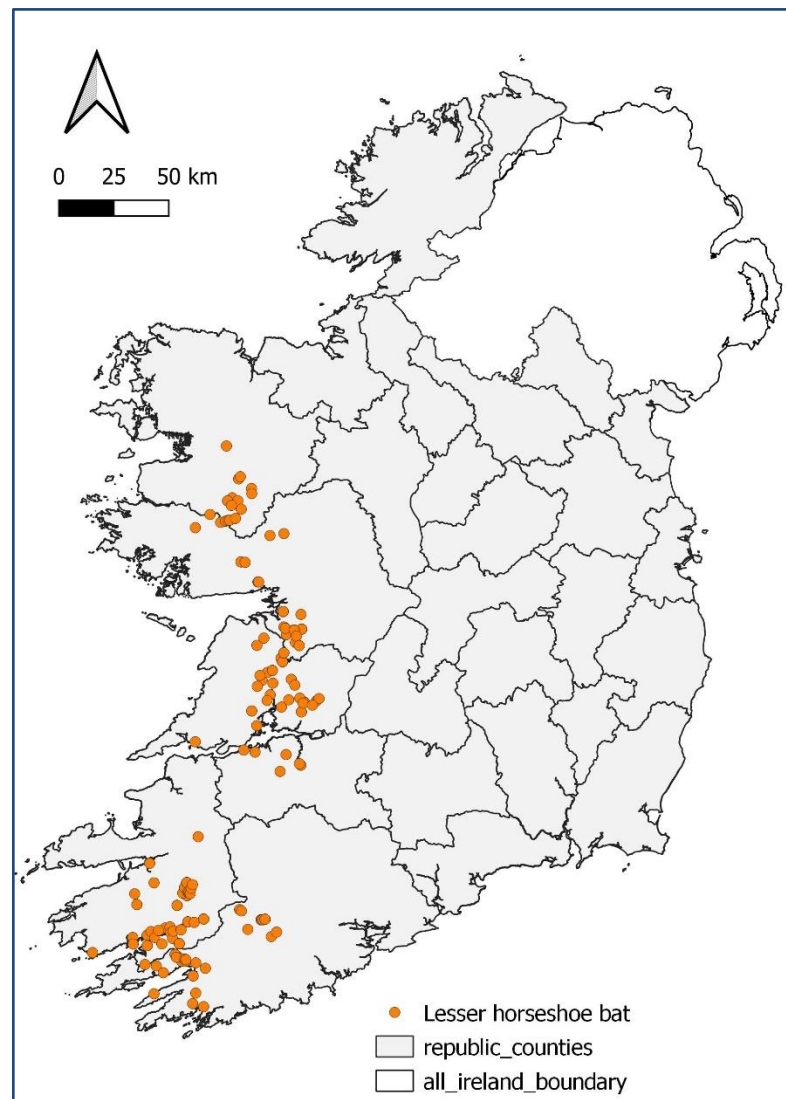 0 25 50 km
Lesser horseshoe bat
republic_counties
all_ireland_boundary